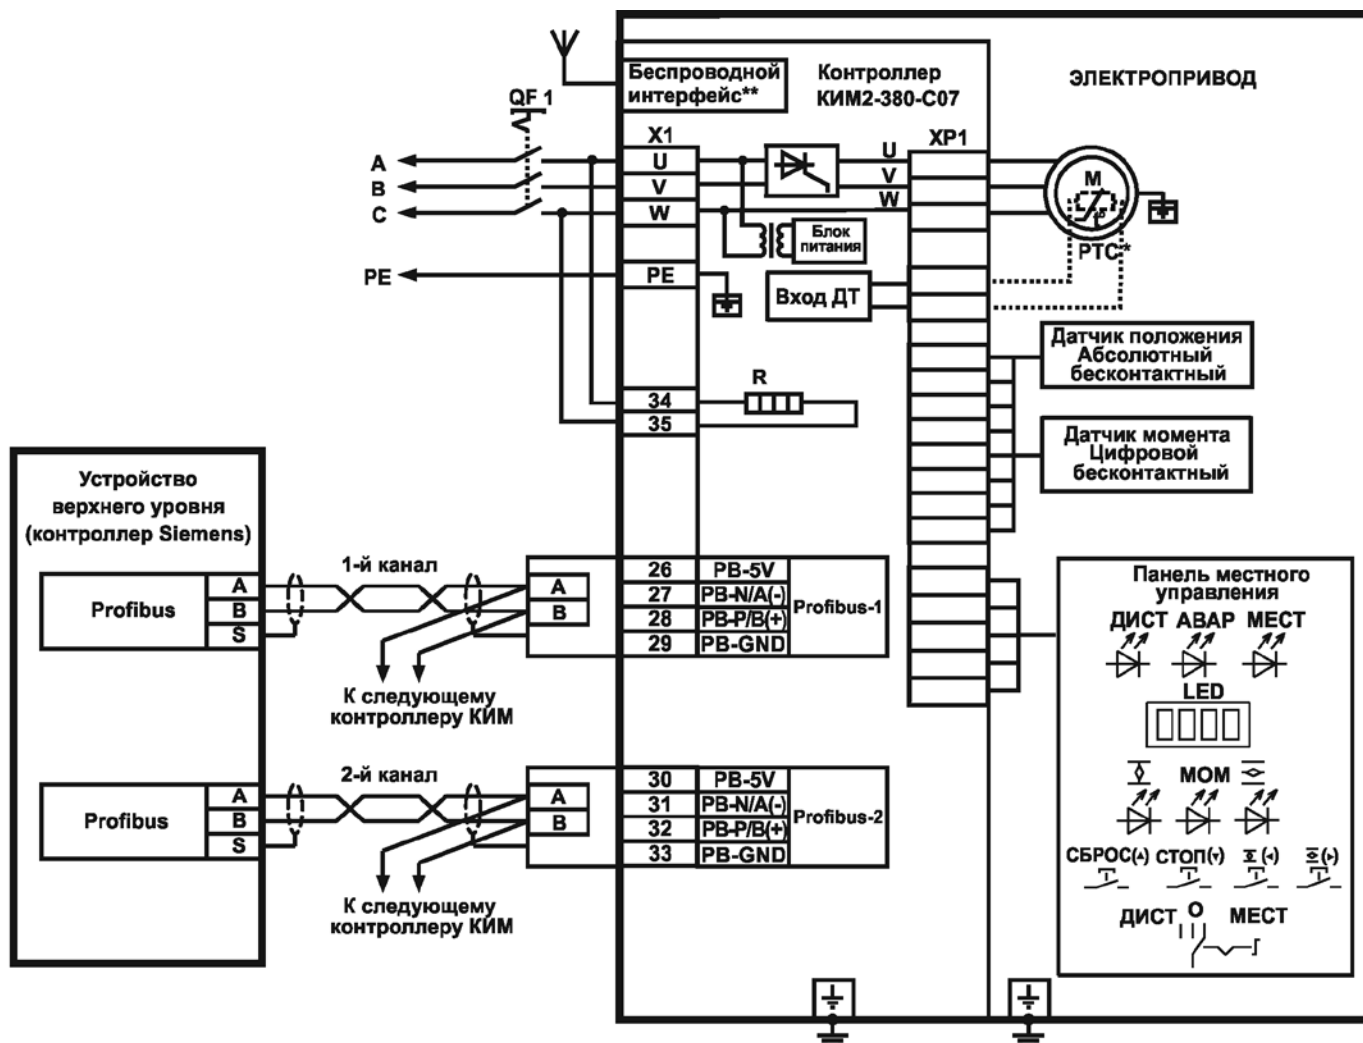 Беспроводной
интерфейс**
Контроллер
КИМ2-380-С07
ЭЛЕКТРОПРИВОД
QF 1
X1
XP1
A
U
U
B
V
V
C
W
W
M
Блок
питания
PTC*
PE
PE
Вход ДТ
Датчик положения
Абсолютный
бесконтактный
R
34
35
Датчик момента
Цифровой
бесконтактный
Устройство
верхнего уровня
(контроллер Siemens)
1-й канал
Profibus
A
B
S
A
B
26 PB-5V
27 PB-N/A(-)
28 PB-P/B(+)
29 PB-GND
Profibus-1
К следующему
контроллеру КИМ
2-й канал
Profibus
A
B
S
A
B
30 PB-5V
31 PB-N/A(-)
32 PB-P/B(+)
33 PB-GND
Profibus-2
К следующему
контроллеру КИМ
Панель местного
управления
ДИСТ АВАР МЕСТ
LED
МОМ
СБРОС(▲) СТОП(▼) (◄) (►)
ДИСТ O МЕСТ